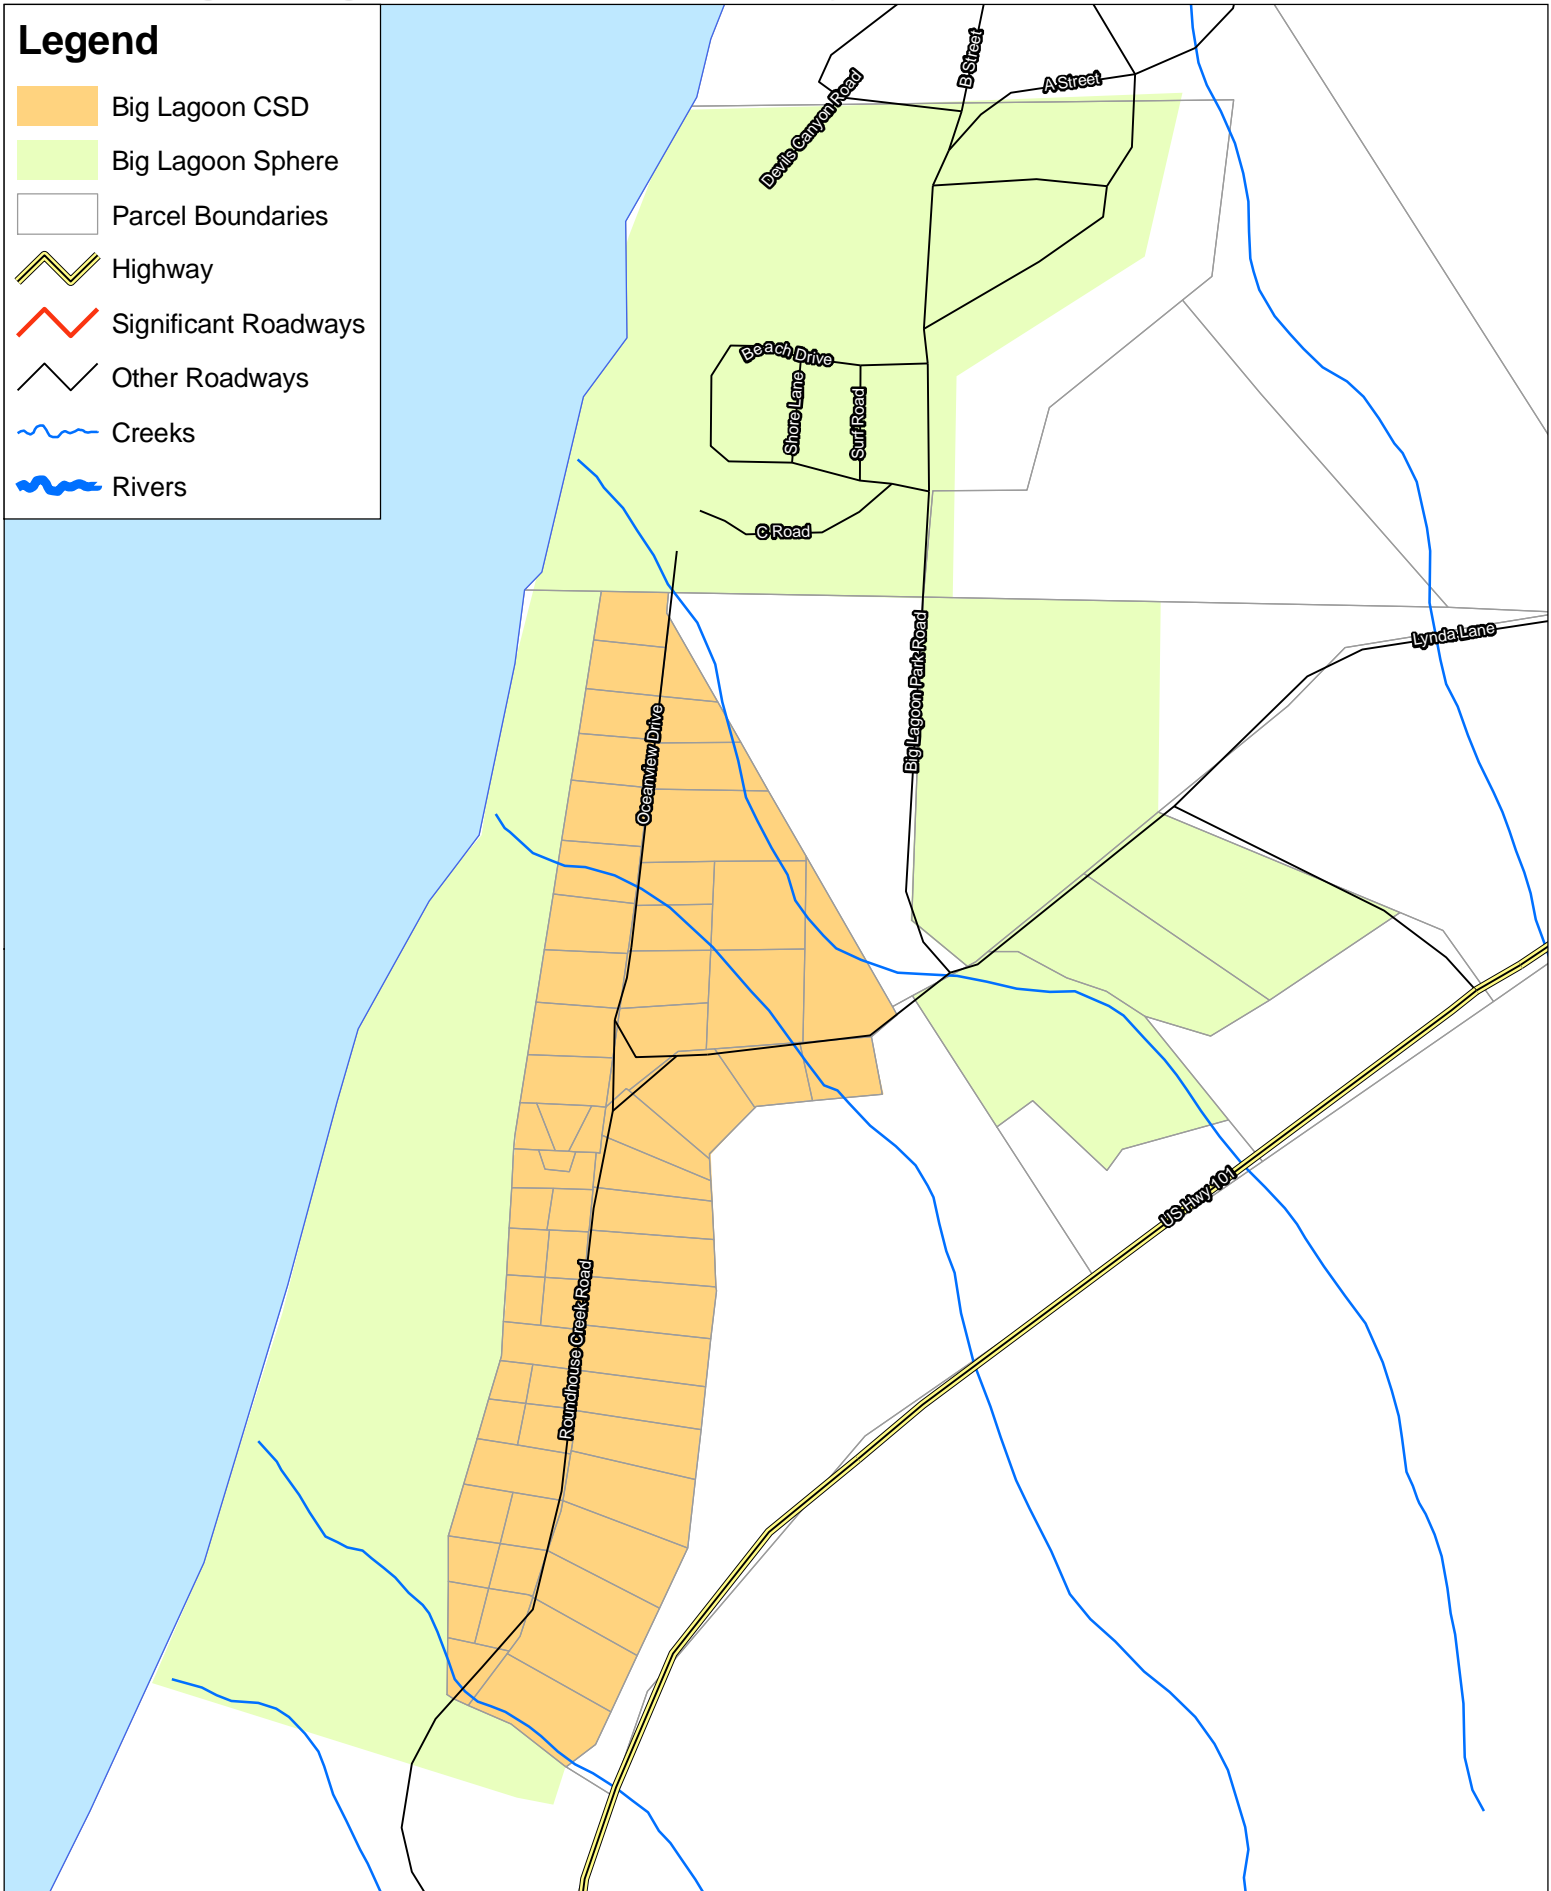 Legend
Big Lagoon CSD
Big Lagoon Sphere
Parcel Boundaries
Highway
Significant Roadways
Other Roadways
Creeks
Rivers
B Street
A Street
Devils Canyon Road
Beach Drive
Shore Lane
Surf Road
C Road
Big Lagoon Park Road
Lynda Lane
Oceanview Drive
US Hwy 101
Roundhouse Creek Road